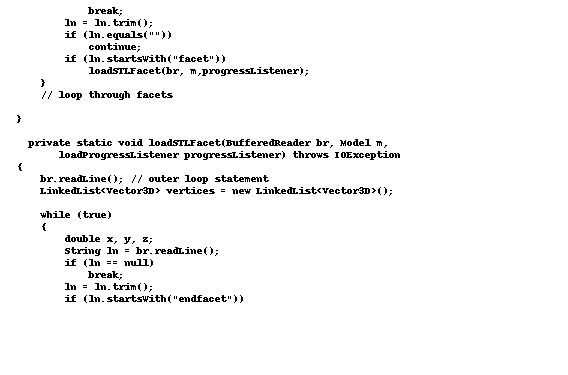 break;
ln = ln.trim();
if (ln.equals(""))
continue;
if (ln.startsWith("facet"))
loadSTLFacet(br, m,progressListener);
}
// loop through facets
}
private static void loadSTLFacet(BufferedReader br, Model m,
loadProgressListener progressListener) throws IOException
{
br.readLine(); // outer loop statement
LinkedList<Vector3D> vertices = new LinkedList<Vector3D>();
while (true)
{
double x, y, z;
String ln = br.readLine();
if (ln == null)
break;
ln = ln.trim();
if (ln.startsWith("endfacet"))